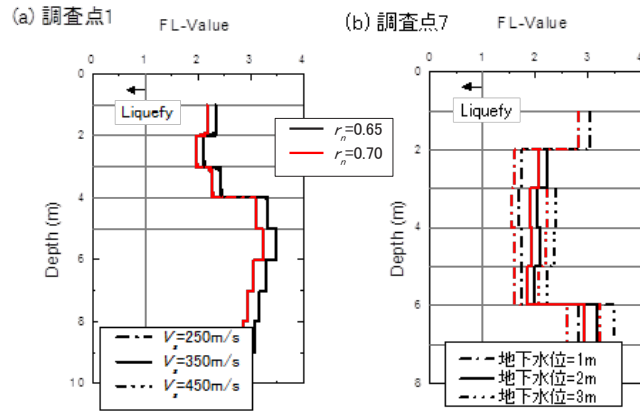 (a) 調査点1
FL-Value
0 1 2 3 4
0
2
4
6
8
10
Depth (m)
Liquefy
Vs=250m/s
Vs=350m/s
Vs=450m/s
rn=0.65
rn=0.70
(b) 調査点7
FL-Value
0 1 2 3 4
0
2
4
6
8
Depth (m)
Liquefy
地下水位=1m
地下水位=2m
地下水位=3m